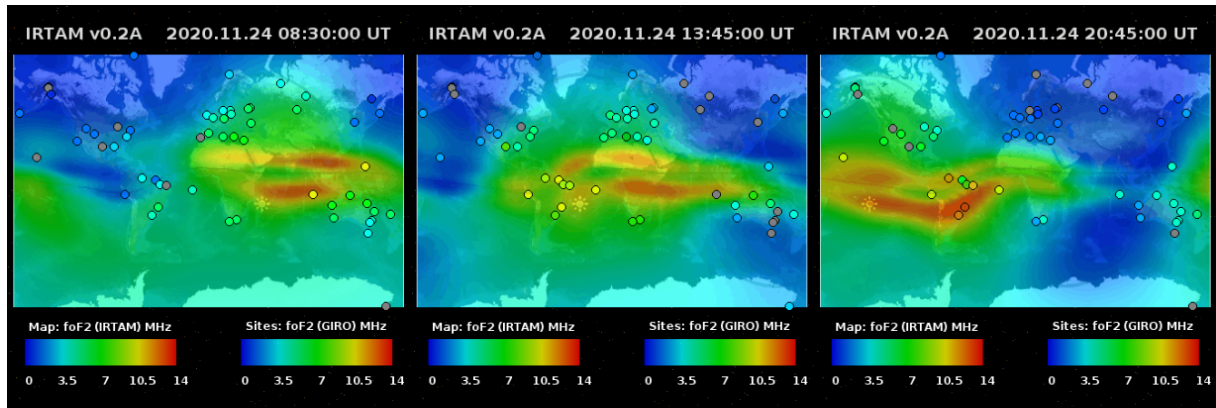 IRTAM v0.2A 2020.11.24 08:30:00 UT
Map: foF2 (IRTAM) MHz Sites: foF2 (GIRO) MHz
0 3.5 7 10.5 14 0 3.5 7 10.5 14
IRTAM v0.2A 2020.11.24 13:45:00 UT
Map: foF2 (IRTAM) MHz Sites: foF2 (GIRO) MHz
0 3.5 7 10.5 14 0 3.5 7 10.5 14
IRTAM v0.2A 2020.11.24 20:45:00 UT
Map: foF2 (IRTAM) MHz Sites: foF2 (GIRO) MHz
0 3.5 7 10.5 14 0 3.5 7 10.5 14